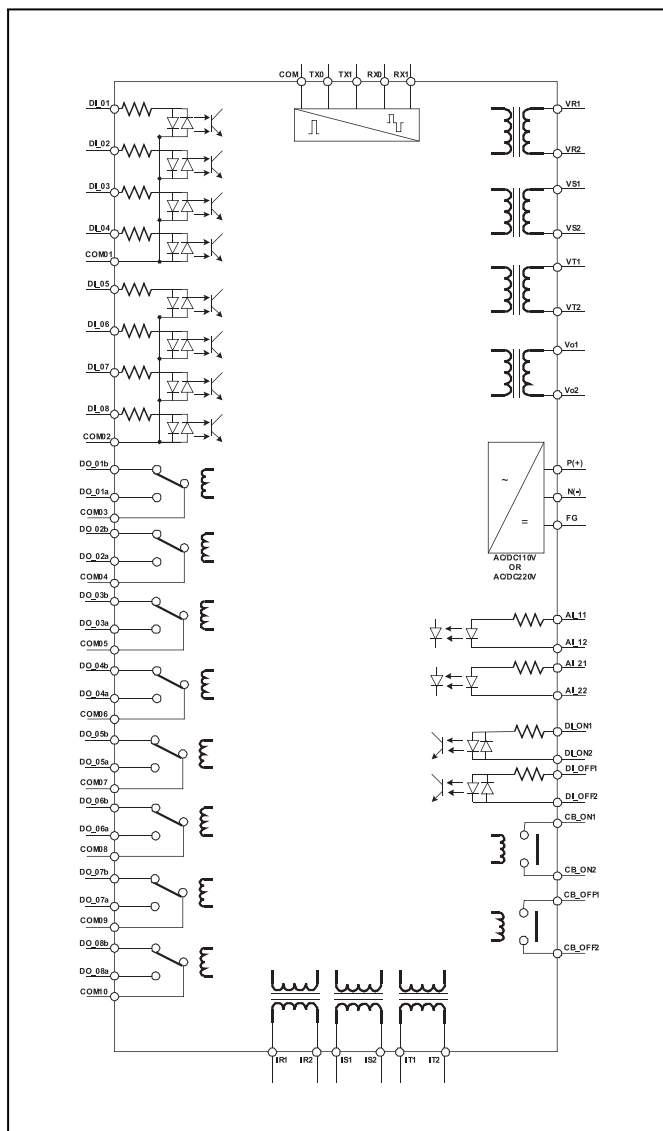 COM TX0 TX1 RX0 RX1
DI_01
DI_02
DI_03
DI_04
COM01
DI_05
DI_06
DI_07
DI_08
COM02
DO_01b
DO_01a
COM03
DO_02b
DO_02a
COM04
DO_03b
DO_03a
COM05
DO_04b
DO_04a
COM06
DO_05b
DO_05a
COM07
DO_06b
DO_06a
COM08
DO_07b
DO_07a
COM09
DO_08b
DO_08a
COM10
VR1
VR2
VS1
VS2
VT1
VT2
Vo1
Vo2
P(+)
~
N(-)
=
FG
AC/DC110V
OR
AC/DC220V
AI_11
AI_12
AI_21
AI_22
DI_ON1
DI_ON2
DI_OFF1
DI_OFF2
CB_ON1
CB_ON2
CB_OFF1
CB_OFF2
IR1 IR2 IS1 IS2 IT1 IT2